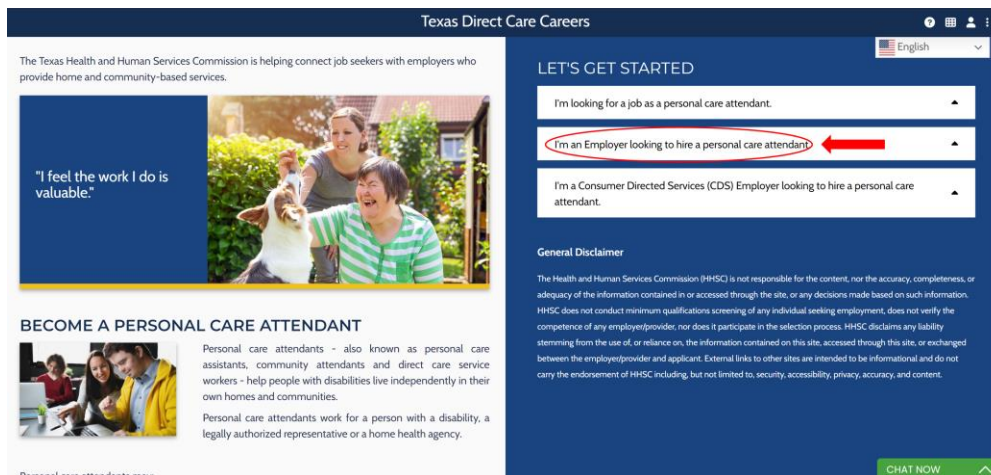 Texas Direct Care Careers
English
The Texas Health and Human Services Commission is helping connect job seekers with employers who
provide home and community-based services.
"I feel the work I do is
valuable."
BECOME A PERSONAL CARE ATTENDANT
Personal care attendants - also known as personal care
assistants, community attendants and direct care service
workers - help people with disabilities live independently in their
own homes and communities.
Personal care attendants work for a person with a disability, a
legally authorized representative or a home health agency.
Personal care attendants may:
LET'S GET STARTED
I'm looking for a job as a personal care attendant.
I'm an Employer looking to hire a personal care attendant.
I'm a Consumer Directed Services (CDS) Employer looking to hire a personal care
attendant.
General Disclaimer
The Health and Human Services Commission (HHSC) is not responsible for the content, nor the accuracy, completeness, or
adequacy of the information contained in or accessed through the site, or any decisions made based on such information.
HHSC does not conduct minimum qualifications screening of any individual seeking employment, does not verify the
competence of any employer/provider, nor does it participate in the selection process. HHSC disclaims any liability
stemming from the use of, or reliance on, the information contained on this site, accessed through this site, or exchanged
between the employer/provider and applicant. External links to other sites are intended to be informational and do not
carry the endorsement of HHSC including, but not limited to, security, accessibility, privacy, accuracy, and content.
CHAT NOW